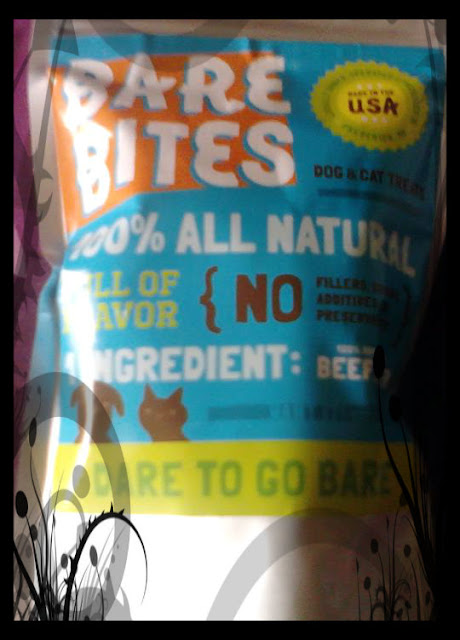 BARE
BITES
MADE IN THE
USA
DOG & CAT TREATS
100% ALL NATURAL
FULL OF
FLAVOR
{ NO
FILLERS,
ADDITIVES
PRESERVATIVES }
1 INGREDIENT:
BEEF
DARE TO GO BARE